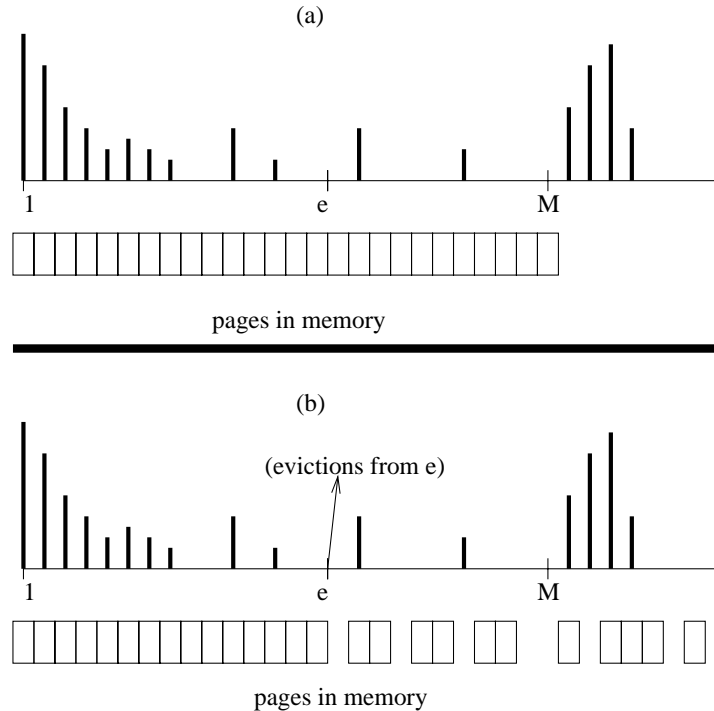 (a)
1 e M
pages in memory
(b)
(evictions from e)
1 e M
pages in memory